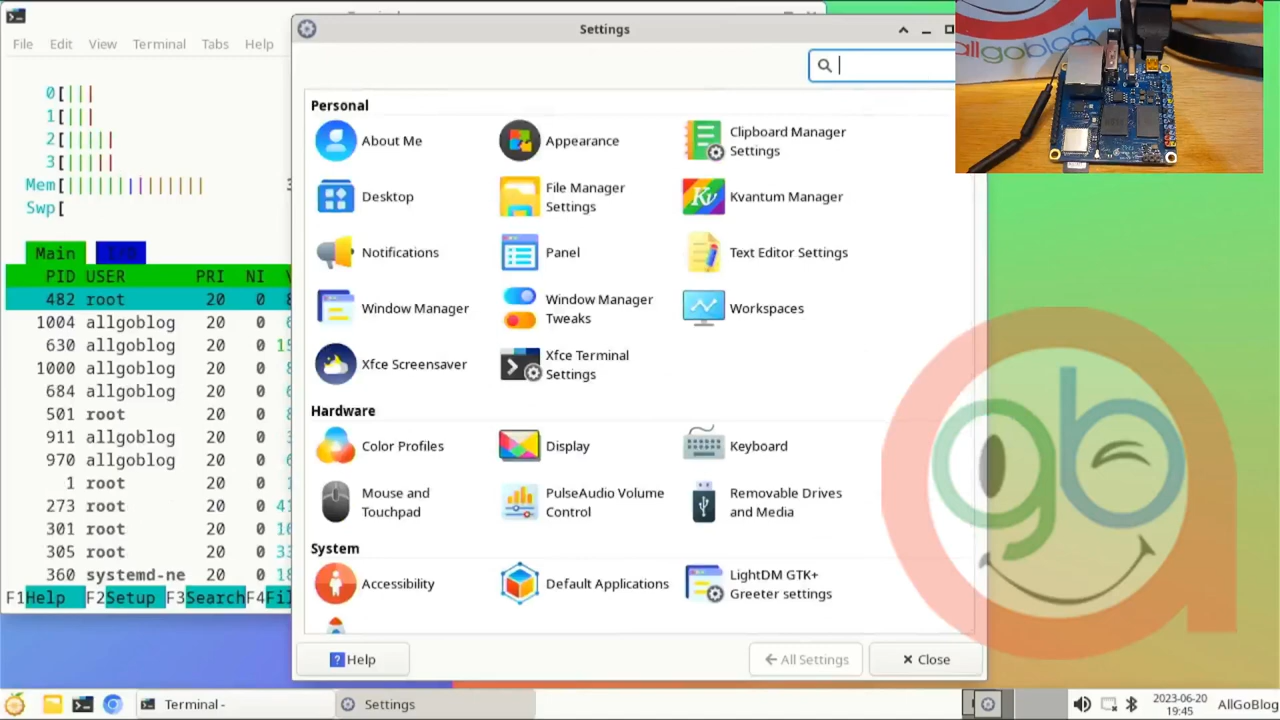 Settings
File Edit View Terminal Tabs Help
allgoblog
0[|||
1[|||
2[|||||
3[|||||
Mem[
Swp[
Main
PID USER PRI NI
482 root 20 0
1004 allgoblog 20 0
630 allgoblog 20 0
1000 allgoblog 20 0
684 allgoblog 20 0
501 root 20 0
911 allgoblog 20 0
970 allgoblog 20 0
1 root 20 0
273 root 20 0 41
301 root 20 0
305 root 20 0 33
360 systemd-ne 20 0
F1Help F2Setup F3Search F4Fil
Personal
About Me
Appearance
Clipboard Manager
Settings
Desktop
File Manager
Settings
Kv
Kvantum Manager
Notifications
Panel
Text Editor Settings
Window Manager
Window Manager
Tweaks
Workspaces
Xfce Screensaver
Xfce Terminal
Settings
Hardware
Color Profiles
Display
Keyboard
Mouse and
Touchpad
PulseAudio Volume
Control
Removable Drives
and Media
System
Accessibility
Default Applications
LightDM GTK+
Greeter settings
? Help
All Settings
Close
gb
Terminal -
Settings
2023-06-20
19:45
AllGoBlog